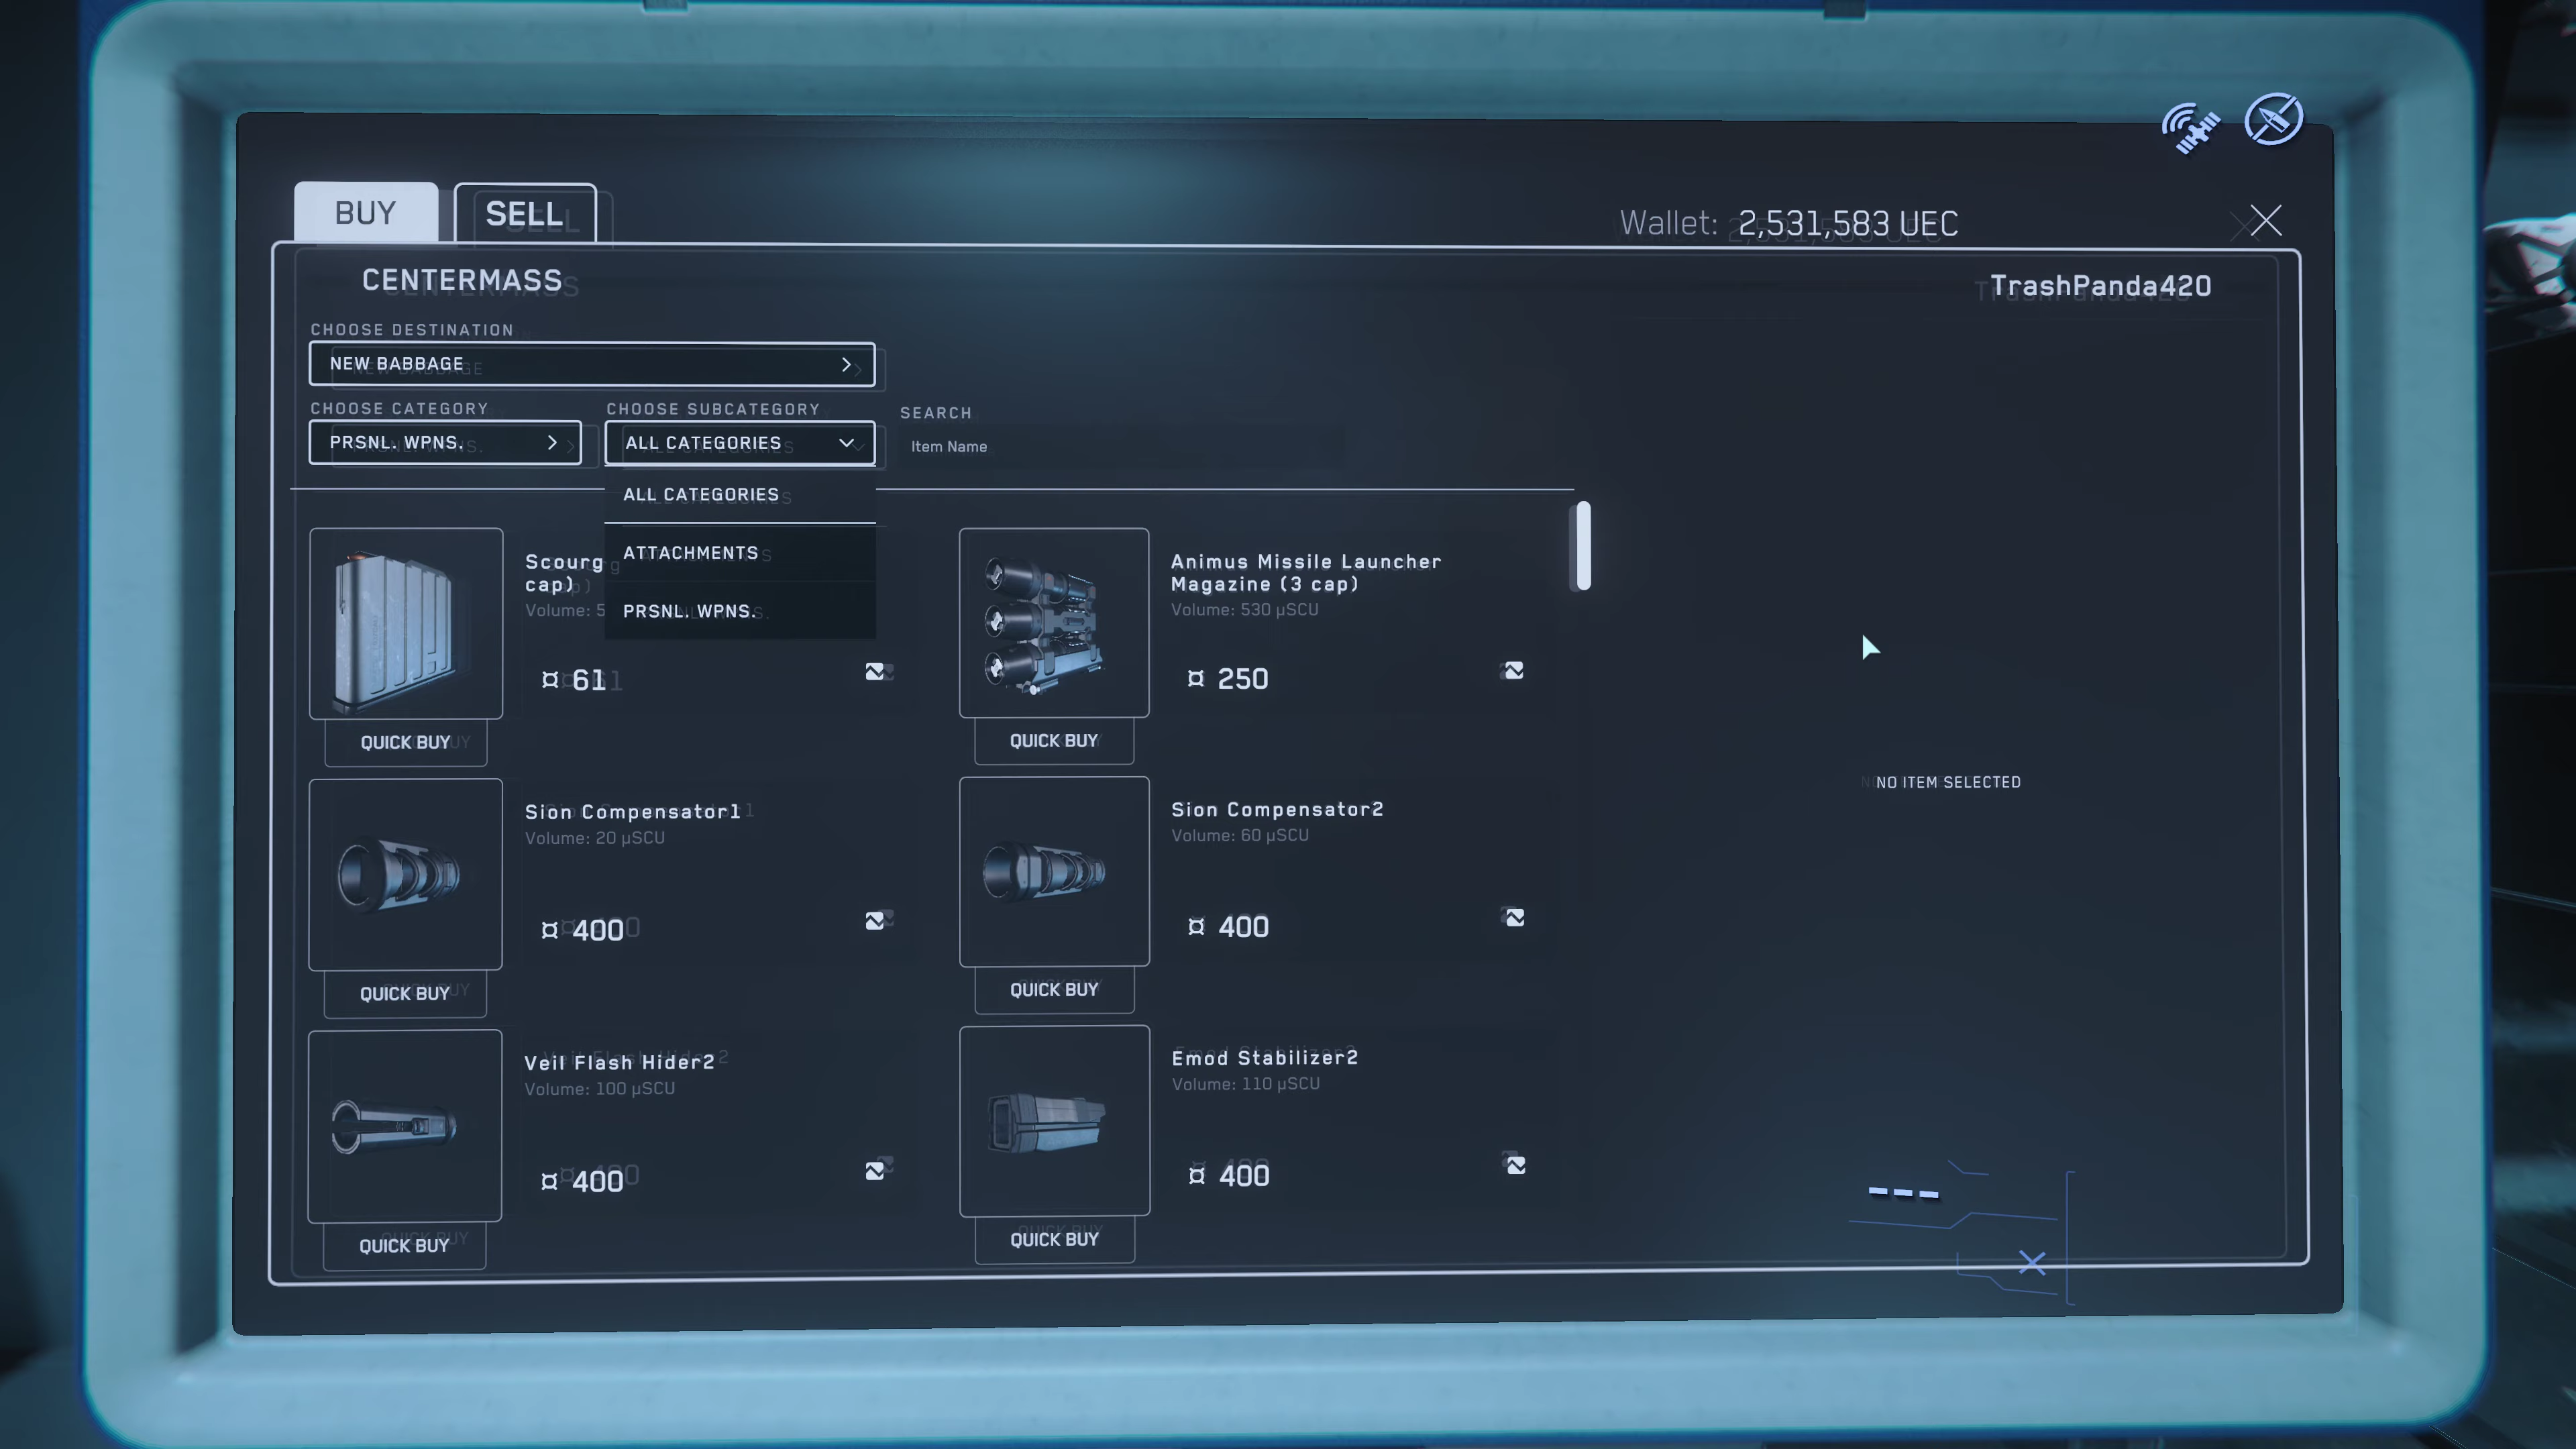 BUY
SELL
Wallet: 2,531,583 UEC
CENTERMASS
TrashPanda420
CHOOSE DESTINATION
NEW BABBAGE
CHOOSE CATEGORY
CHOOSE SUBCATEGORY
SEARCH
PRSNL. WPNS.
ALL CATEGORIES
Item Name
ALL CATEGORIES
ATTACHMENTS
PRSNL. WPNS.
Scourg
cap)
Volume: 5
¤ 61
QUICK BUY
Animus Missile Launcher
Magazine (3 cap)
Volume: 530 µSCU
¤ 250
QUICK BUY
Sion Compensator1
Volume: 20 µSCU
¤ 400
QUICK BUY
Sion Compensator2
Volume: 60 µSCU
¤ 400
QUICK BUY
Veil Flash Hider2
Volume: 100 µSCU
¤ 400
QUICK BUY
Emod Stabilizer2
Volume: 110 µSCU
¤ 400
QUICK BUY
NO ITEM SELECTED